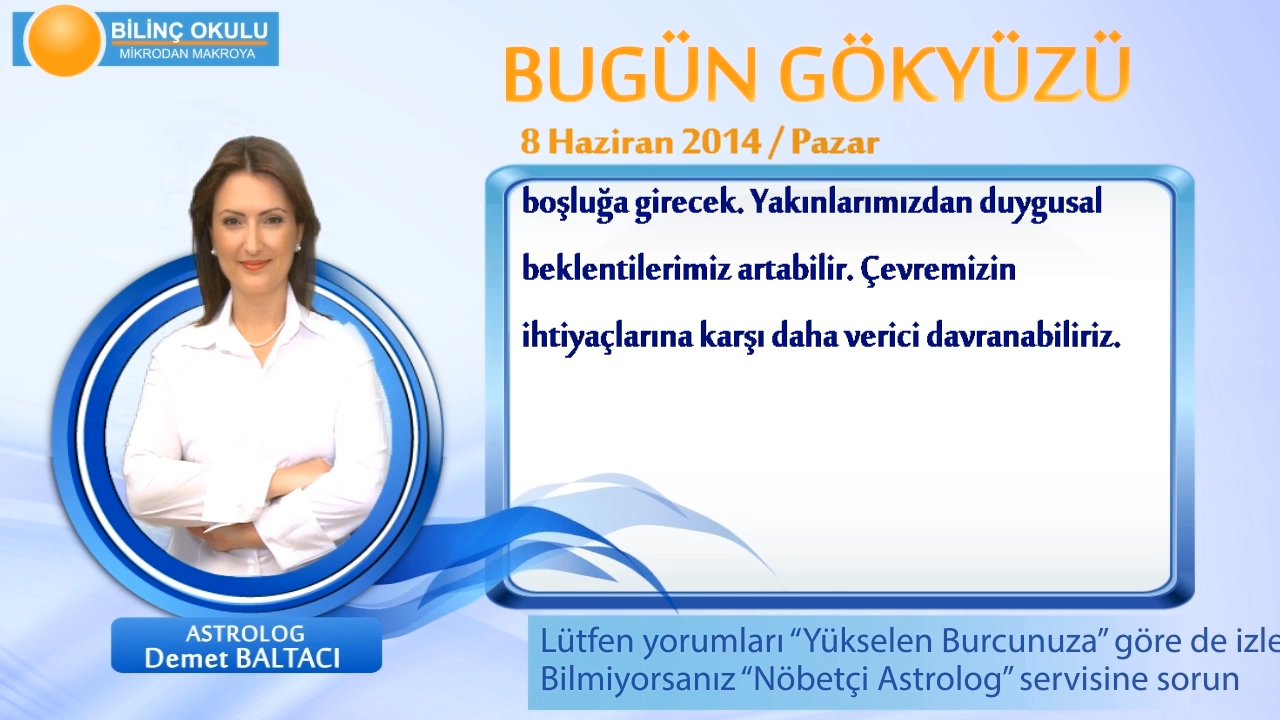 BİLİNÇ OKULU
MİKRODAN MAKROYA
BUGÜN GÖKYÜZÜ
8 Haziran 2014 / Pazar
boşluğa girecek. Yakınlarımızdan duygusal
beklentilerimiz artabilir. Çevremizin
ihtiyaçlarına karşı daha verici davranabiliriz.
ASTROLOG
Demet BALTACI
Lütfen yorumları “Yükselen Burcunuza” göre de izle
Bilmiyorsanız “Nöbetçi Astrolog” servisine sorun